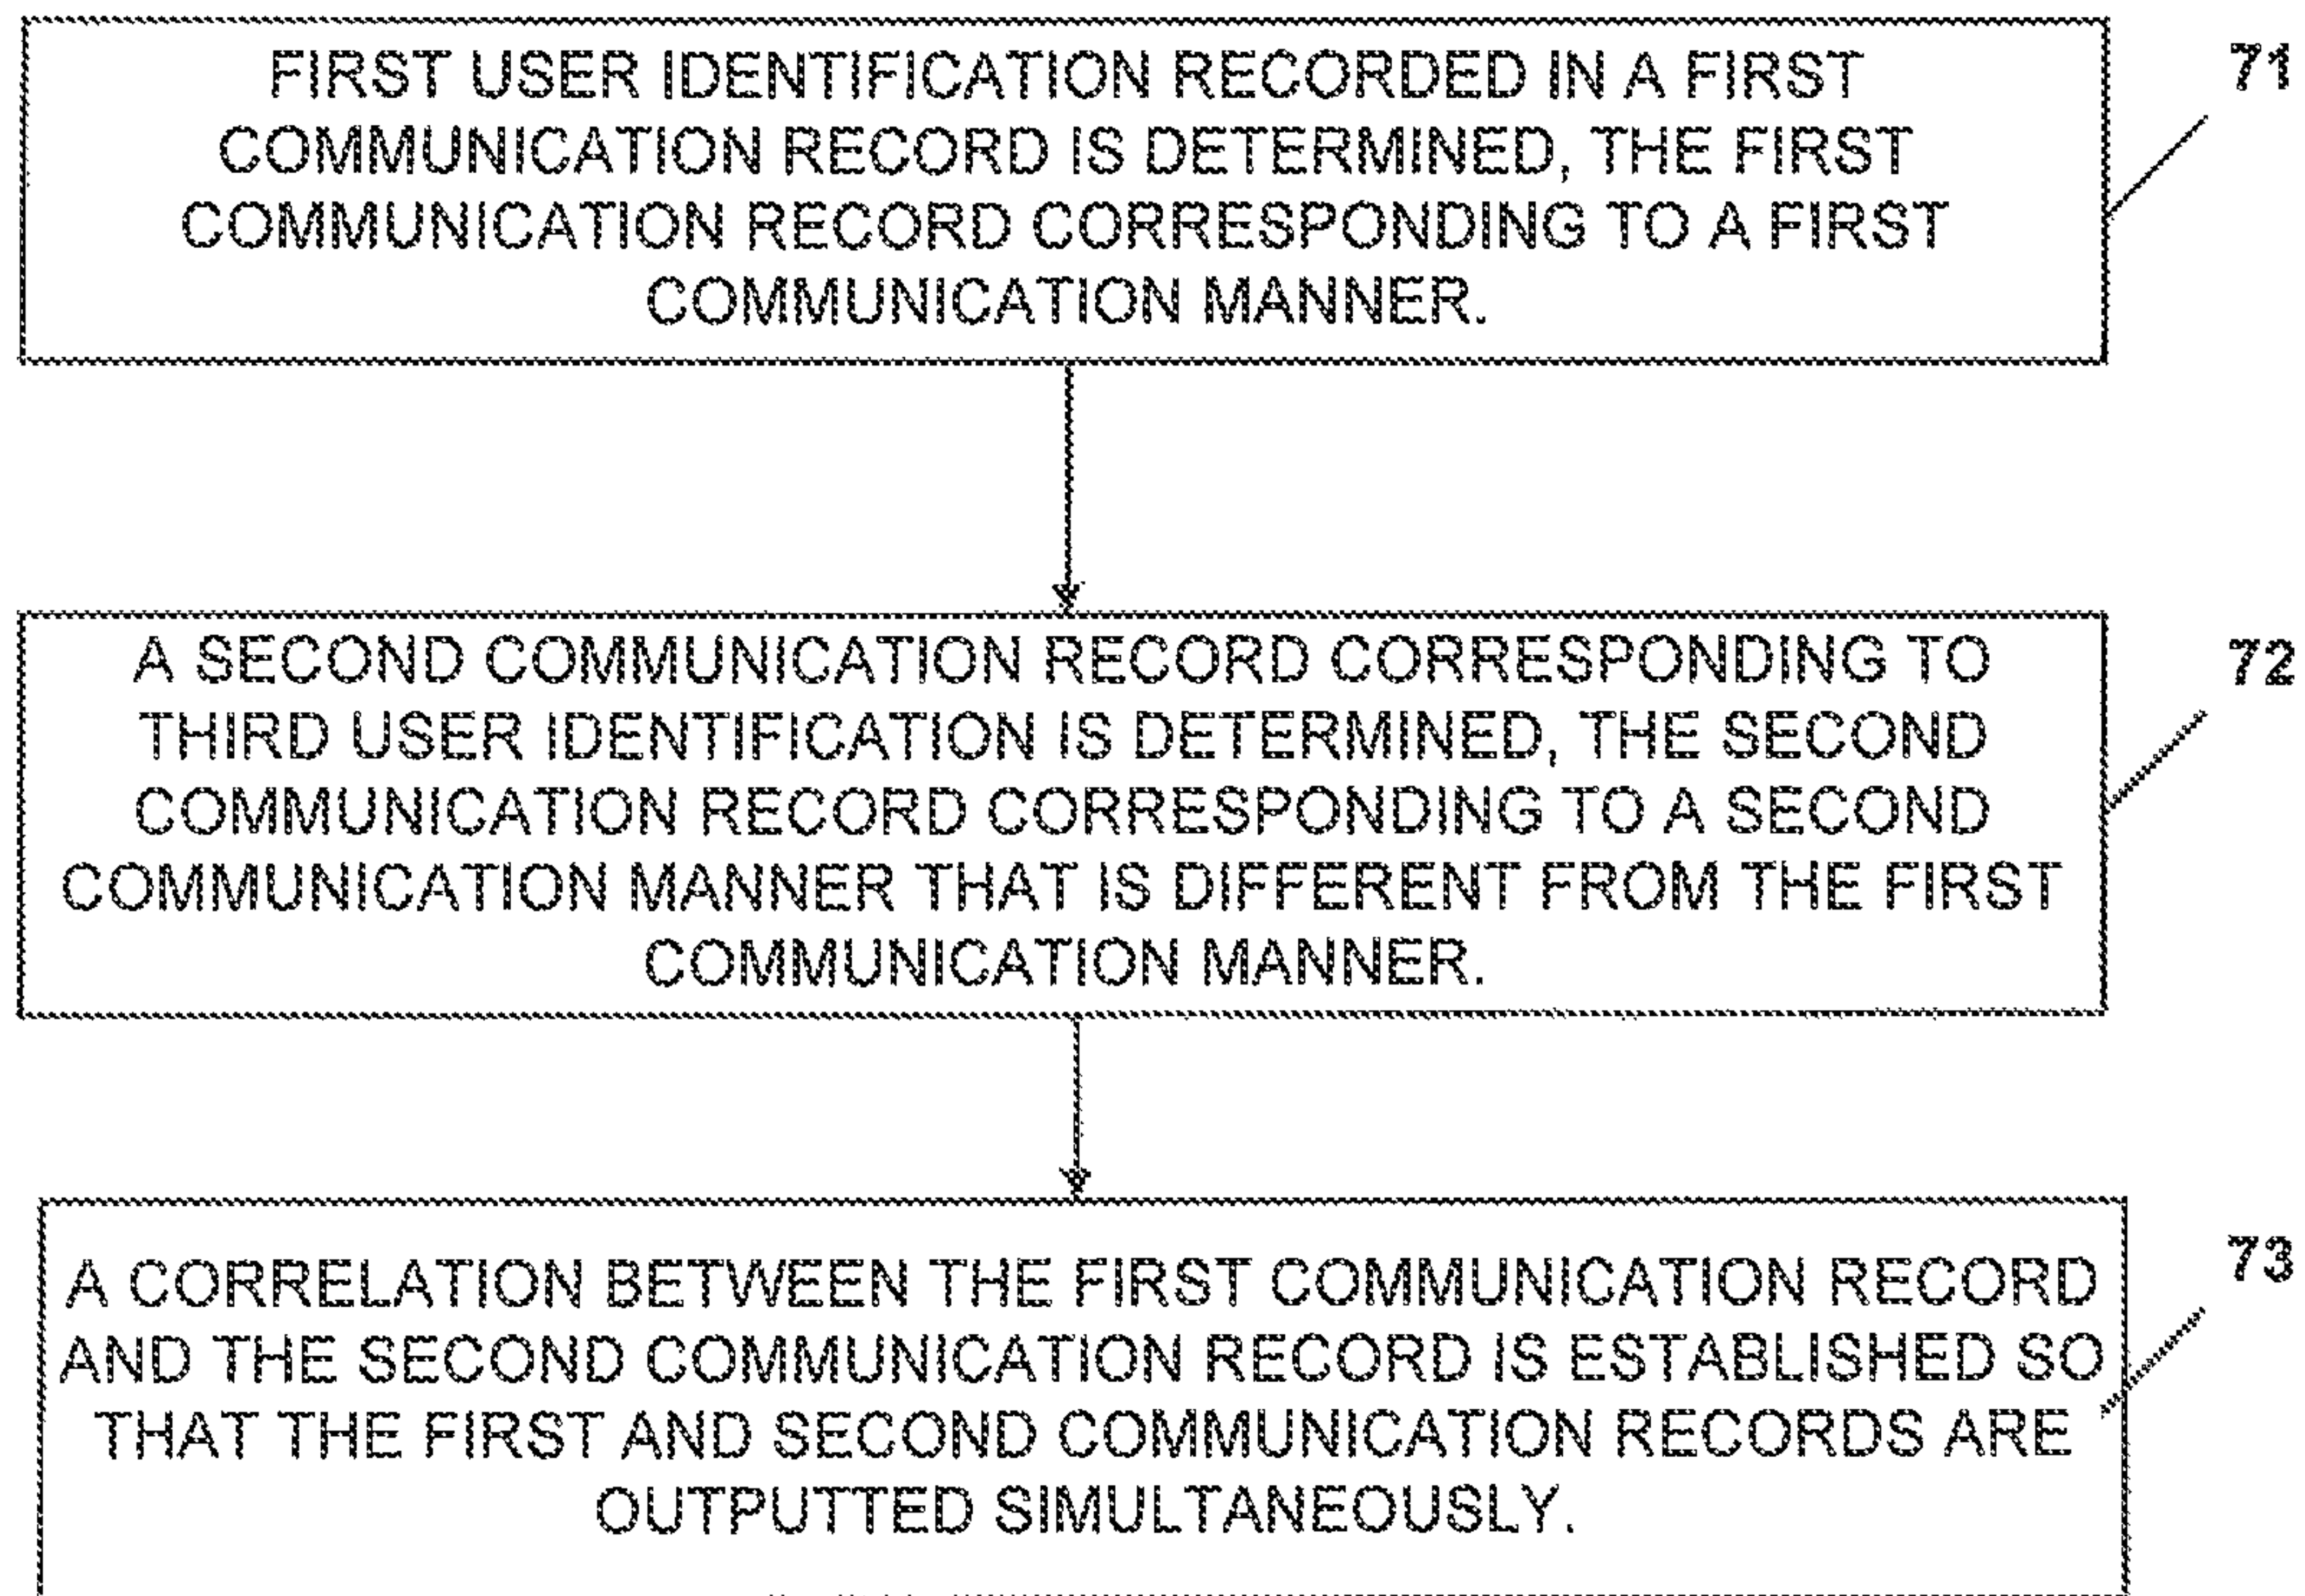 FIRST USER IDENTIFICATION RECORDED IN A FIRST
COMMUNICATION RECORD IS DETERMINED, THE FIRST
COMMUNICATION RECORD CORRESPONDING TO A FIRST
COMMUNICATION MANNER.
71
A SECOND COMMUNICATION RECORD CORRESPONDING TO
THIRD USER IDENTIFICATION IS DETERMINED, THE SECOND
COMMUNICATION RECORD CORRESPONDING TO A SECOND
COMMUNICATION MANNER THAT IS DIFFERENT FROM THE FIRST
COMMUNICATION MANNER.
72
A CORRELATION BETWEEN THE FIRST COMMUNICATION RECORD
AND THE SECOND COMMUNICATION RECORD IS ESTABLISHED SO
THAT THE FIRST AND SECOND COMMUNICATION RECORDS ARE
OUTPUTTED SIMULTANEOUSLY.
73